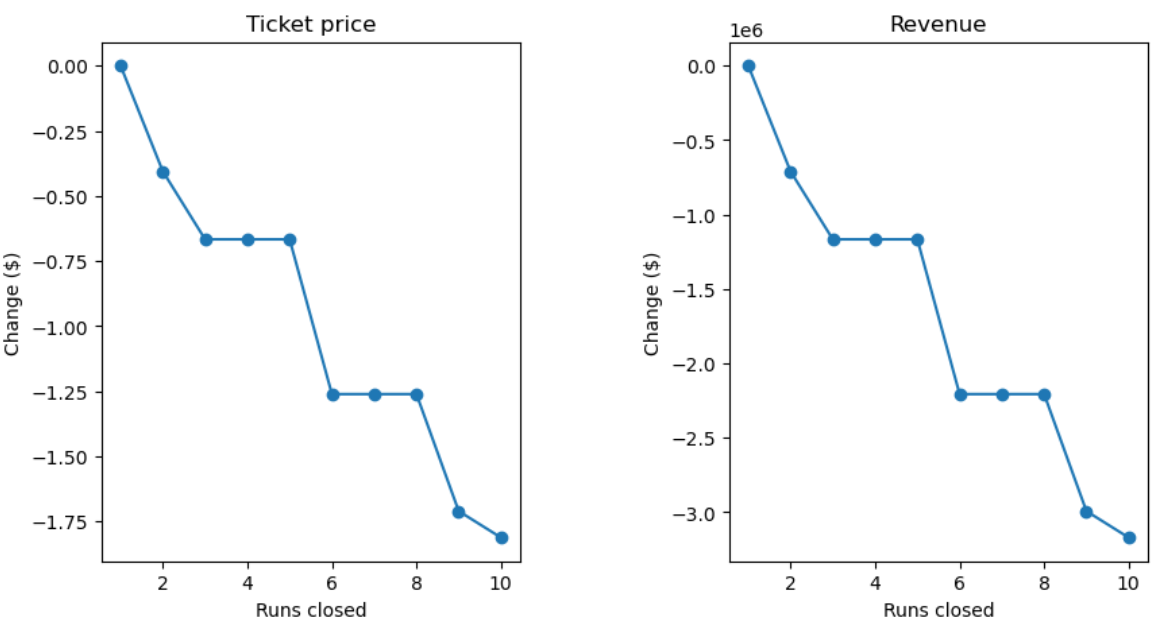 Ticket price
0.00
−0.25
−0.50
−0.75
−1.00
−1.25
−1.50
−1.75
Change ($)
2 4 6 8 10
Runs closed
Revenue
1e6
0.0
−0.5
−1.0
−1.5
−2.0
−2.5
−3.0
Change ($)
2 4 6 8 10
Runs closed